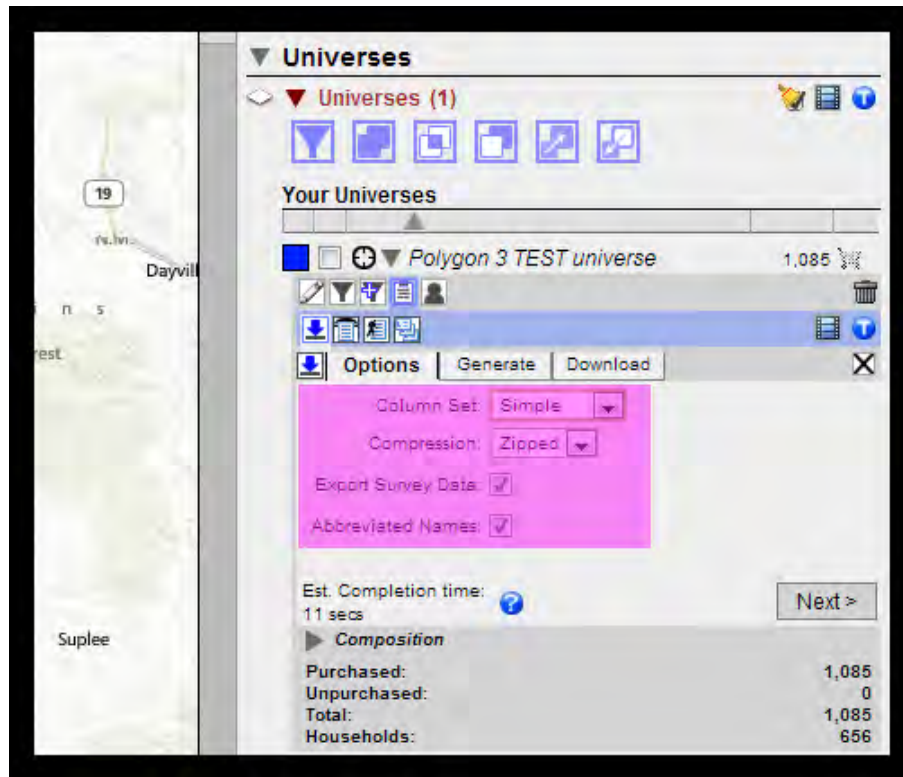 Universes
Universes (1)
19
Your Universes
Dayvill
Polygon 3 TEST universe 1,085
n s
rest
Options Generate Download
Column Set: Simple
Compression: Zipped
Export Survey Data:
Abbreviated Names:
Est. Completion time:
11 secs
Next >
Suplee
Composition
Purchased: 1,085
Unpurchased: 0
Total: 1,085
Households: 656